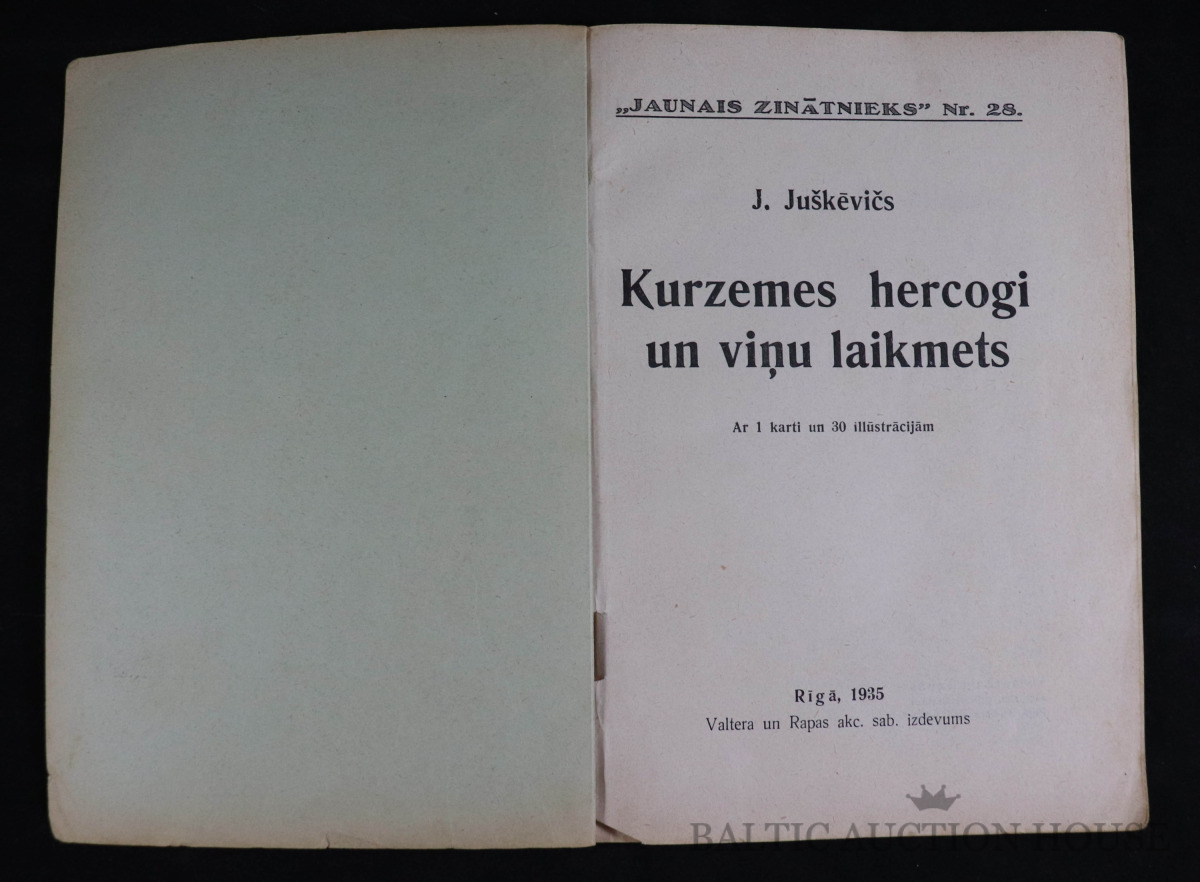 „JAUNAIS ZINĀTNIEKS” Nr. 28.
J. Juškēvičs
Kurzemes hercogi
un viņu laikmets
Ar 1 karti un 30 illūstrācijām
Rīgā, 1935
Valtera un Rapas akc. sab. izdevums
BALTIC AUCTION HOUSE